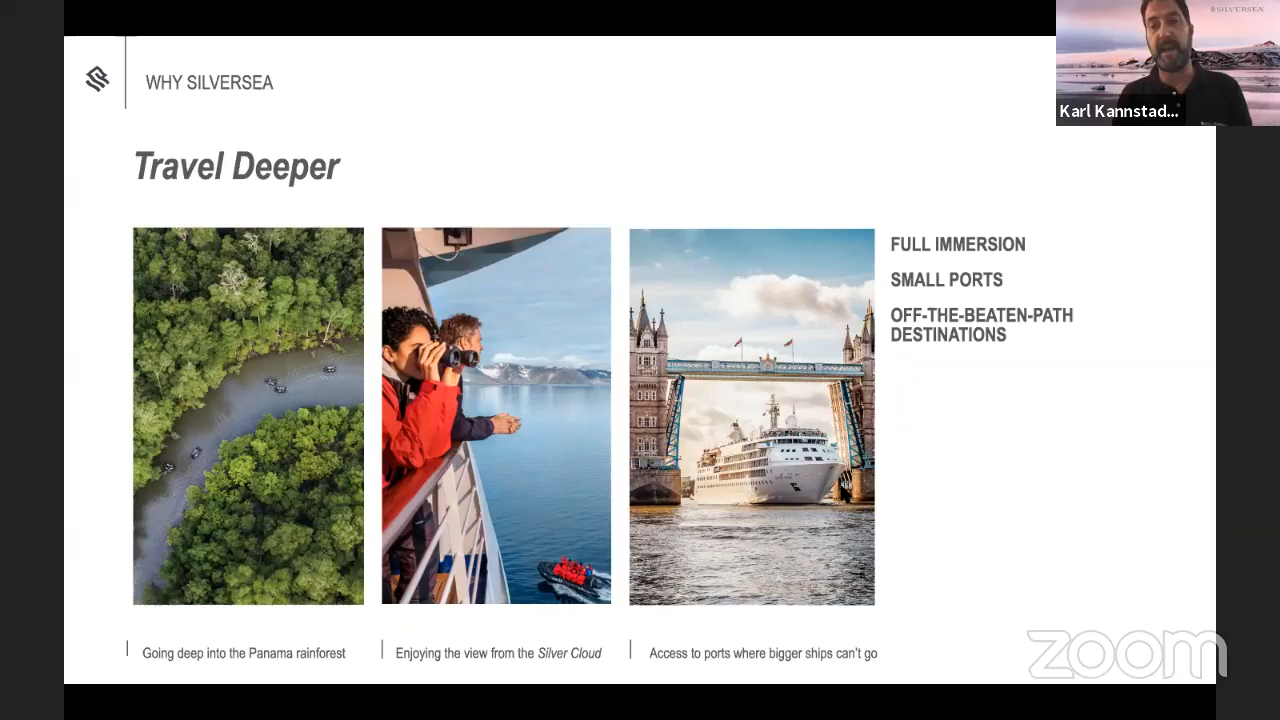 SILVERSEA
WHY SILVERSEA
Karl Kannstad...
Travel Deeper
FULL IMMERSION
SMALL PORTS
OFF-THE-BEATEN-PATH
DESTINATIONS
Going deep into the Panama rainforest
Enjoying the view from the Silver Cloud
Access to ports where bigger ships can't go
zoom